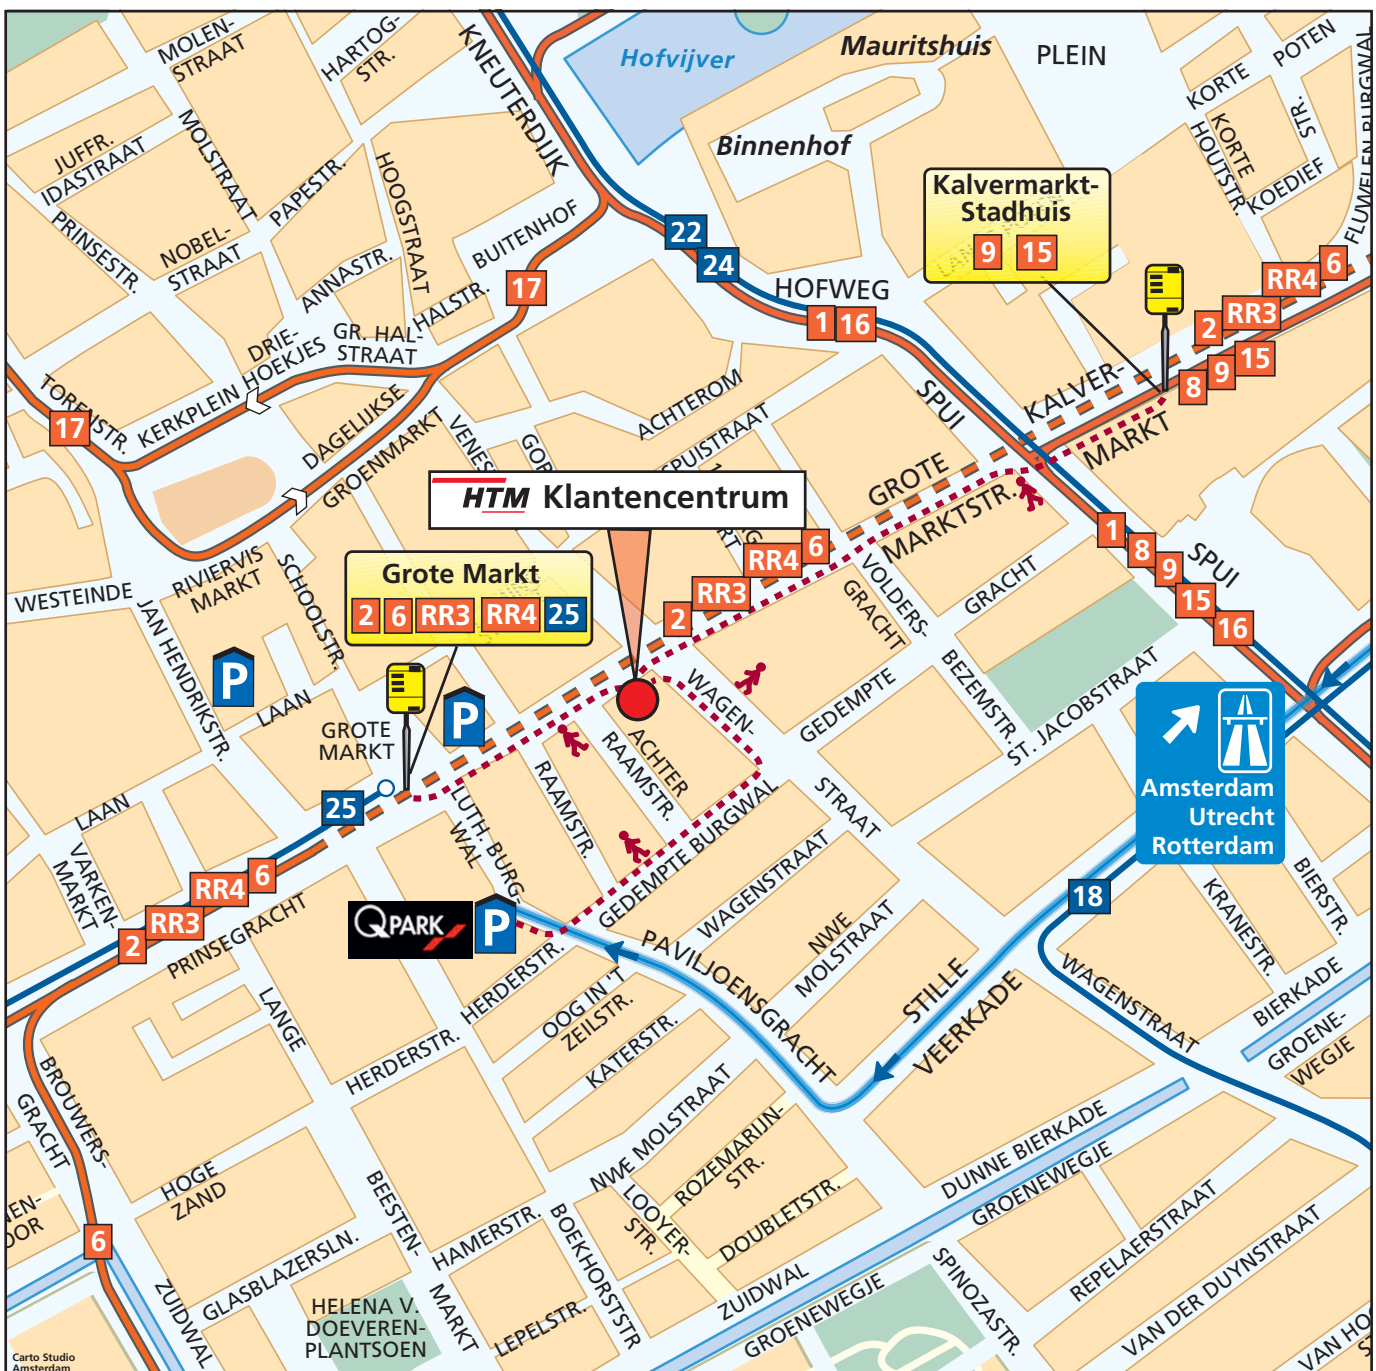 MOLEN-
STRAAT
HARTOG-
STR.
KNEUTERDIJK
Hofvijver
Mauritshuis
PLEIN
POTEN
KORTE
STR.
KORTE
HOUTSTR.
KOEDIEF
FLUWELEN BURGWAL
JUFFR.
IDASTRAAT
MOLSTRAAT
PAPESTR.
HOOGSTRAAT
Binnenhof
PRINSESTR.
NOBEL-
STRAAT
ANNASTR.
HALSTR.
BUITENHOF
22
24
17
HOFWEG
1
16
Kalvermarkt-
Stadhuis
9
15
6
RR4
RR3
2
15
9
8
DRIE-
HOEKJES
GR. HAL-
STRAAT
KERKPLEIN
TORENSTR.
17
DAGELIJKSE
GROENMARKT
VENES
ACHTEROM
SPUISTRAAT
SPUI
KALVER-
MARKT
GROTE
MARKTSTR.
HTM Klantencentrum
WESTEINDE
RIVIERVIS
MARKT
SCHOOLSTR.
JAN HENDRIKSTR.
Grote Markt
2
6
RR3
RR4
25
2
RR3
RR4
6
VOLDERS-
GRACHT
GRACHT
1
8
9
15
16
SPUI
P
LAAN
GROTE
MARKT
P
WAGEN-
STRAAT
GEDEMPTE
BEZEMSTR.
ST. JACOBSTRAAT
ACHTER
RAAMSTR.
RAAMSTR.
25
LAAN
VARKEN-
MARKT
LUTH. BURG-
WAL
GEDEMPTE BURGWAL
Amsterdam
Utrecht
Rotterdam
6
RR4
RR3
2
PRINSEGRACHT
QPARK
P
WAGENSTRAAT
NWE
MOLSTRAAT
18
KRANESTR.
BIERSTR.
PAVILJOENSGRACHT
STILLE
VEERKADE
WAGENSTRAAT
BIERKADE
GROENE-
WEGJE
LANGE
HERDERSTR.
HERDERSTR.
OOG IN 'T
ZEILSTR.
KATERSTR.
BROUWERS-
GRACHT
HOGE
ZAND
BEESTEN-
MARKT
NWE MOLSTRAAT
ROZEMARIJN-
STR.
LOOYER-
STR.
DOUBLETSTR.
DUNNE BIERKADE
GROENEWEGJE
6
ZUIDWAL
GLASBLAZERSLN.
HAMERSTR.
BOEKHORSTSTR
LEPELSTR.
HELENA V.
DOEVEREN-
PLANTSOEN
ZUIDWAL
GROENEWEGJE
SPINOZASTR.
REPELAERSTRAAT
VAN DER DUYNSTRAAT
VAN HO
Carto Studio
Amsterdam